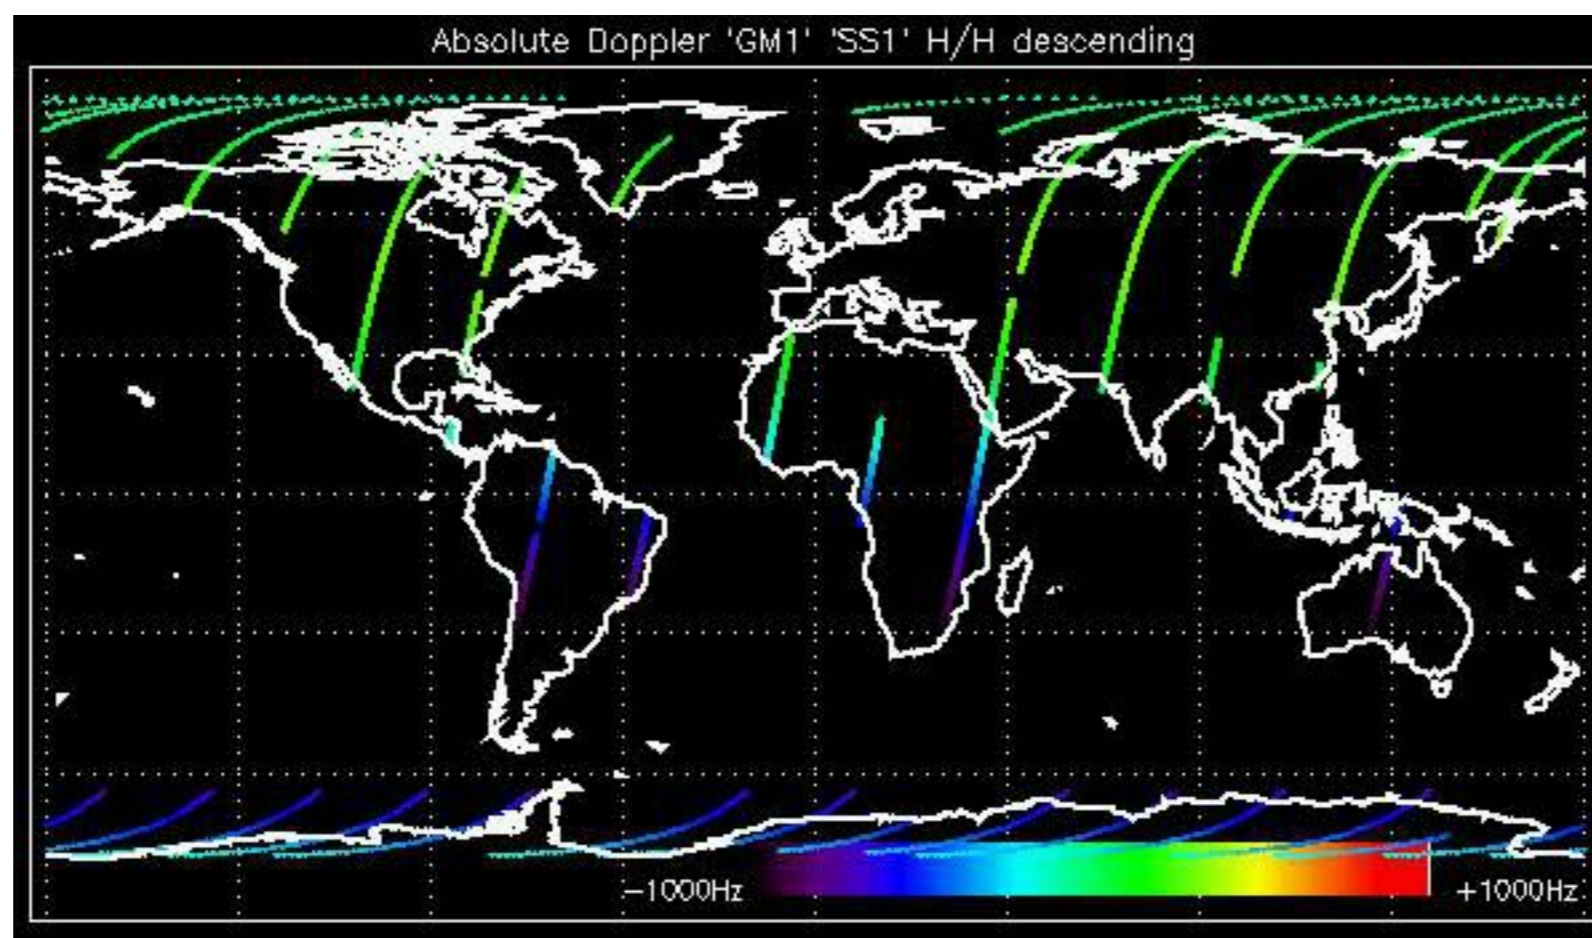 Absolute Doppler 'GM1' 'SS1' H/H descending
-1000Hz +1000Hz